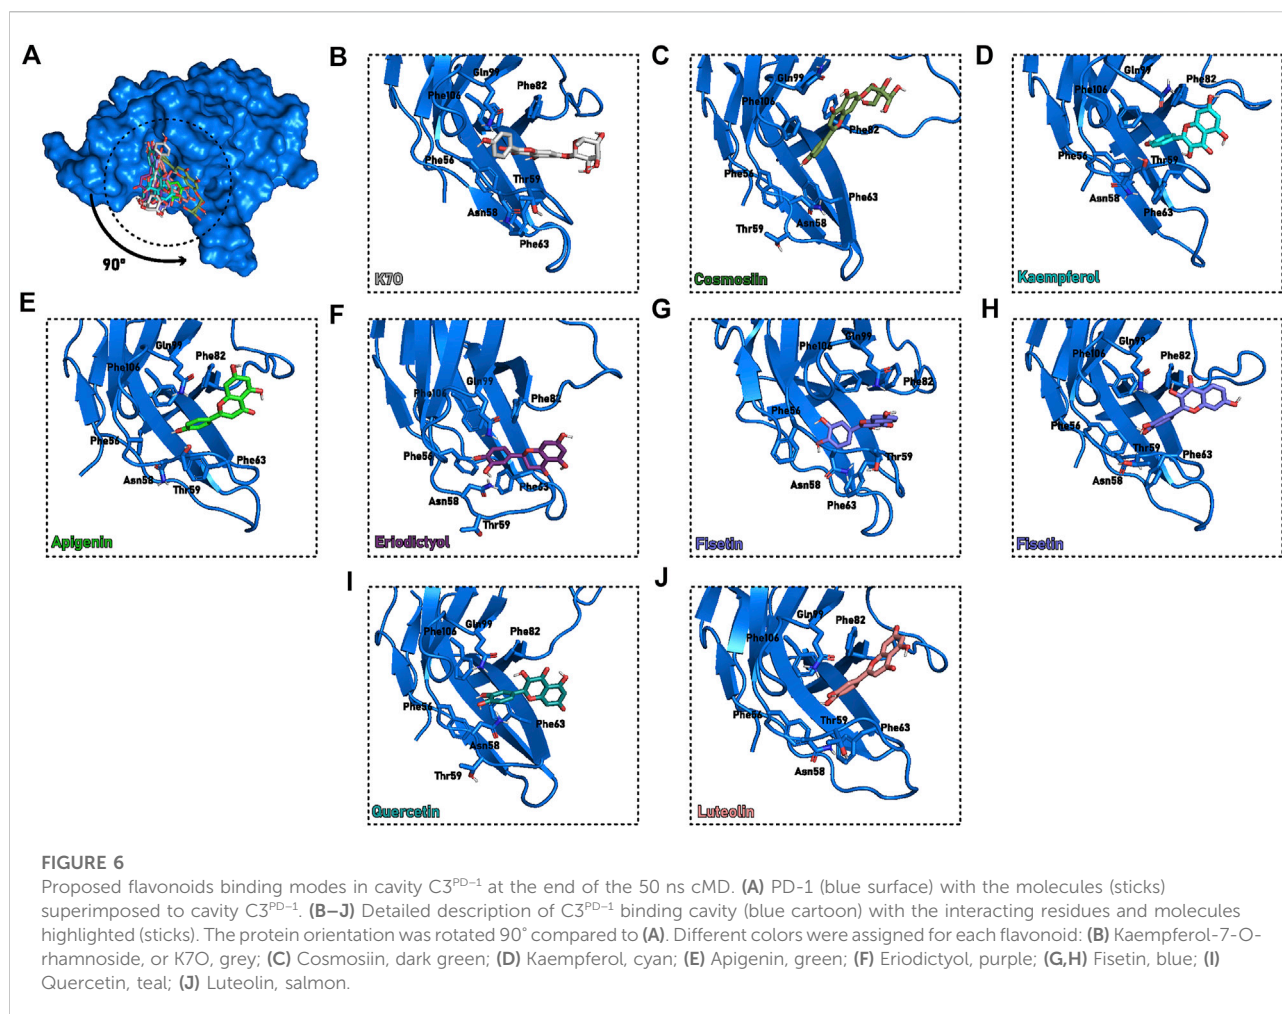 A
90°
B
Gln99
Phe82
Phe106
Phe56
Thr59
Asn58
Phe63
K7O
C
Gln99
Phe106
Phe82
Phe56
Phe63
Asn58
Thr59
Cosmosiin
D
Gln99
Phe82
Phe106
Phe56
Thr59
Asn58
Phe63
Kaempferol
E
Gln99
Phe82
Phe106
Phe56
Phe63
Asn58
Thr59
Apigenin
F
Gln99
Phe106
Phe82
Phe56
Phe63
Asn58
Thr59
Eriodictyol
G
Gln99
Phe106
Phe82
Phe56
Thr59
Asn58
Phe63
Fisetin
H
Gln99
Phe106
Phe82
Phe56
Thr59
Phe63
Asn58
Fisetin
I
Gln99
Phe106
Phe82
Phe56
Phe63
Asn58
Thr59
Quercetin
J
Gln99
Phe82
Phe106
Phe56
Thr59
Phe63
Asn58
Luteolin
FIGURE 6
Proposed flavonoids binding modes in cavity C3PD–1 at the end of the 50 ns cMD. (A) PD-1 (blue surface) with the molecules (sticks)
superimposed to cavity C3PD–1. (B–J) Detailed description of C3PD–1 binding cavity (blue cartoon) with the interacting residues and molecules
highlighted (sticks). The protein orientation was rotated 90° compared to (A). Different colors were assigned for each flavonoid: (B) Kaempferol-7-O-
rhamnoside, or K7O, grey; (C) Cosmosiin, dark green; (D) Kaempferol, cyan; (E) Apigenin, green; (F) Eriodictyol, purple; (G,H) Fisetin, blue; (I)
Quercetin, teal; (J) Luteolin, salmon.